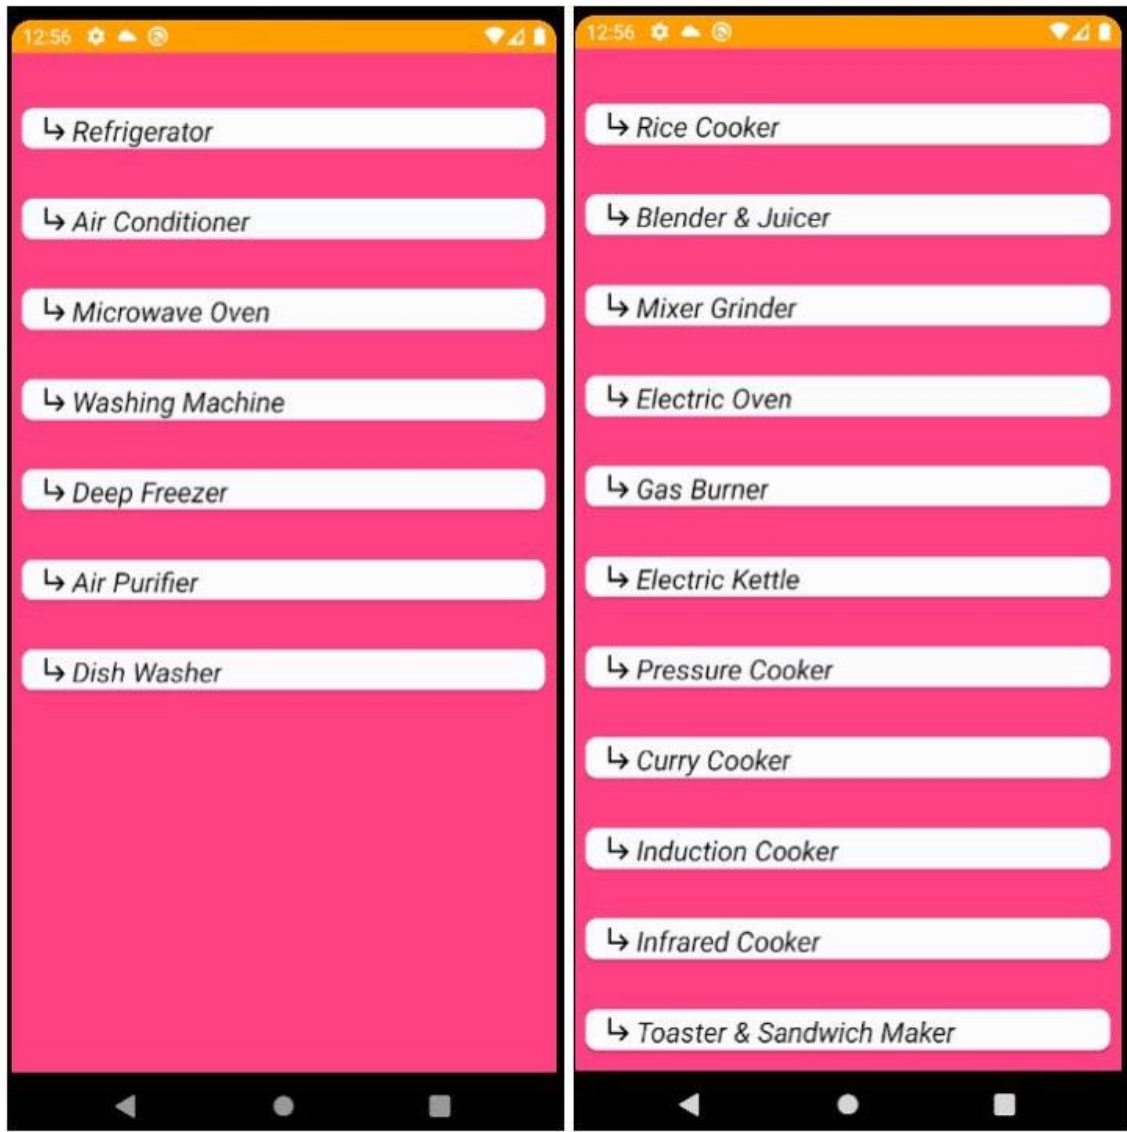 12:56
↳ Refrigerator
↳ Air Conditioner
↳ Microwave Oven
↳ Washing Machine
↳ Deep Freezer
↳ Air Purifier
↳ Dish Washer
12:56
↳ Rice Cooker
↳ Blender & Juicer
↳ Mixer Grinder
↳ Electric Oven
↳ Gas Burner
↳ Electric Kettle
↳ Pressure Cooker
↳ Curry Cooker
↳ Induction Cooker
↳ Infrared Cooker
↳ Toaster & Sandwich Maker